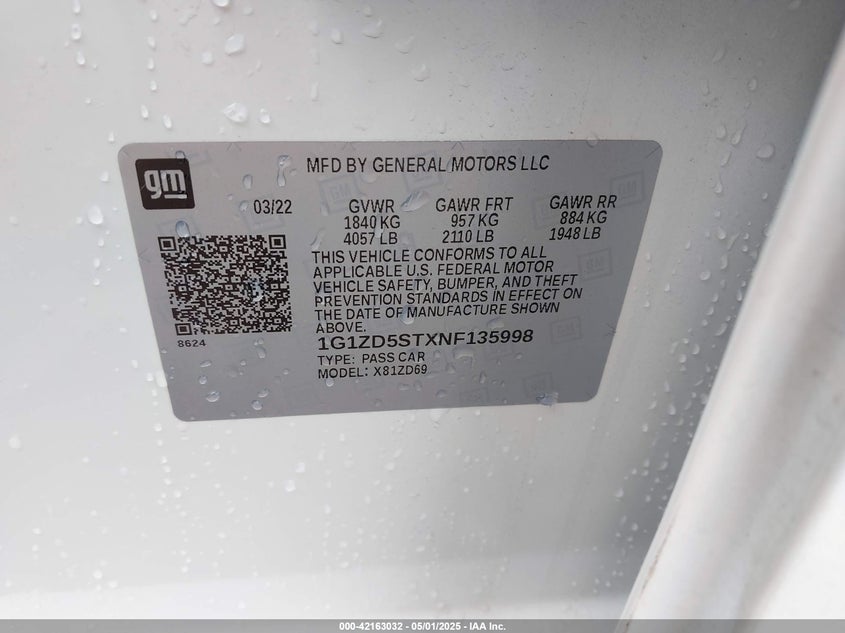 gm
MFD BY GENERAL MOTORS LLC
03/22 GVWR GAWR FRT GAWR RR
1840 KG 957 KG 884 KG
4057 LB 2110 LB 1948 LB
THIS VEHICLE CONFORMS TO ALL
APPLICABLE U.S. FEDERAL MOTOR
VEHICLE SAFETY, BUMPER, AND THEFT
PREVENTION STANDARDS IN EFFECT ON
THE DATE OF MANUFACTURE SHOWN
ABOVE.
8624
1G1ZD5STXNF135998
TYPE: PASS CAR
MODEL: X81ZD69
000-42163032 - 05/01/2025 - IAA Inc.